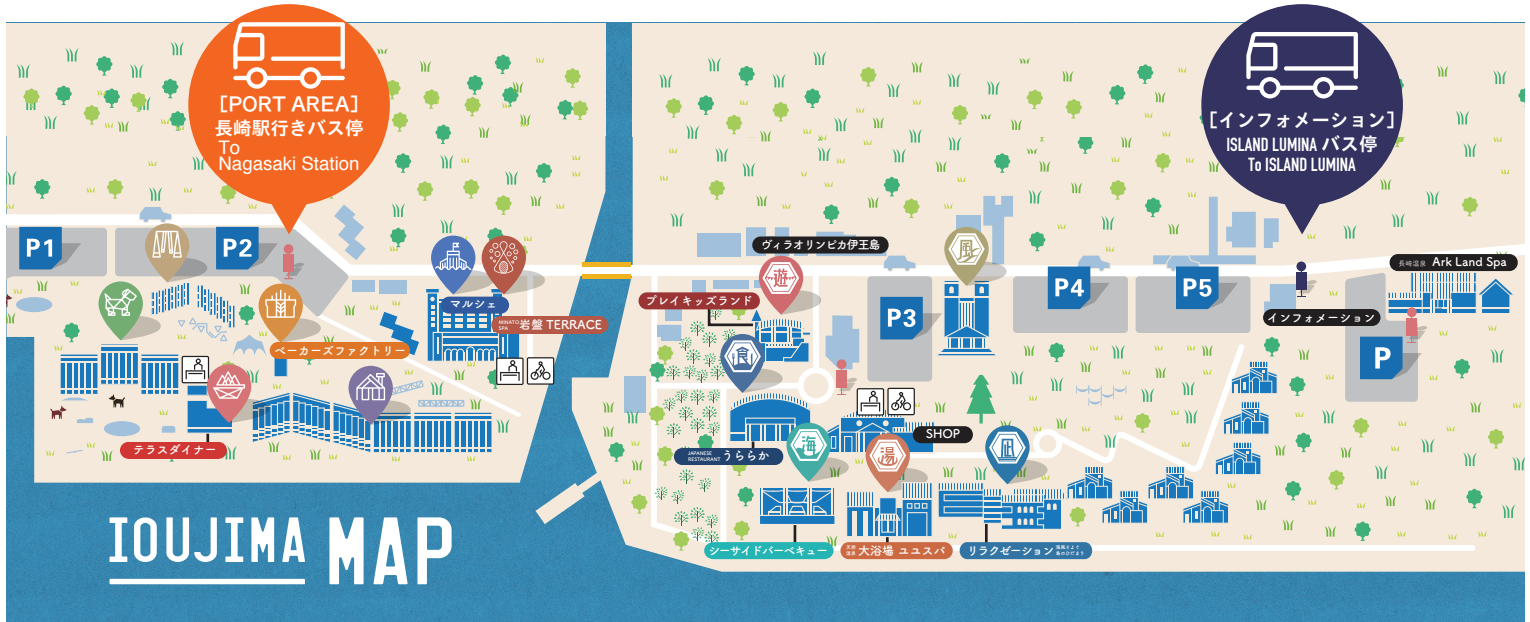 [PORT AREA]
長崎駅行きバス停
To
Nagasaki Station
[インフォメーション]
ISLAND LUMINA バス停
To ISLAND LUMINA
P1
P2
マルシェ
MINATO
SPA
岩盤 TERRACE
ベーカーズファクトリー
テラスダイナー
ヴィラオリンピカ伊王島
プレイキッズランド
遊
風
食
P3
P4
P5
インフォメーション
長崎温泉 Ark Land Spa
P
SHOP
JAPANESE
RESTAURANT
うららか
海
湯
凪
シーサイドバーベキュー
天然
温泉
大浴場 ユユスパ
リラクゼーション
IOUJIMA MAP